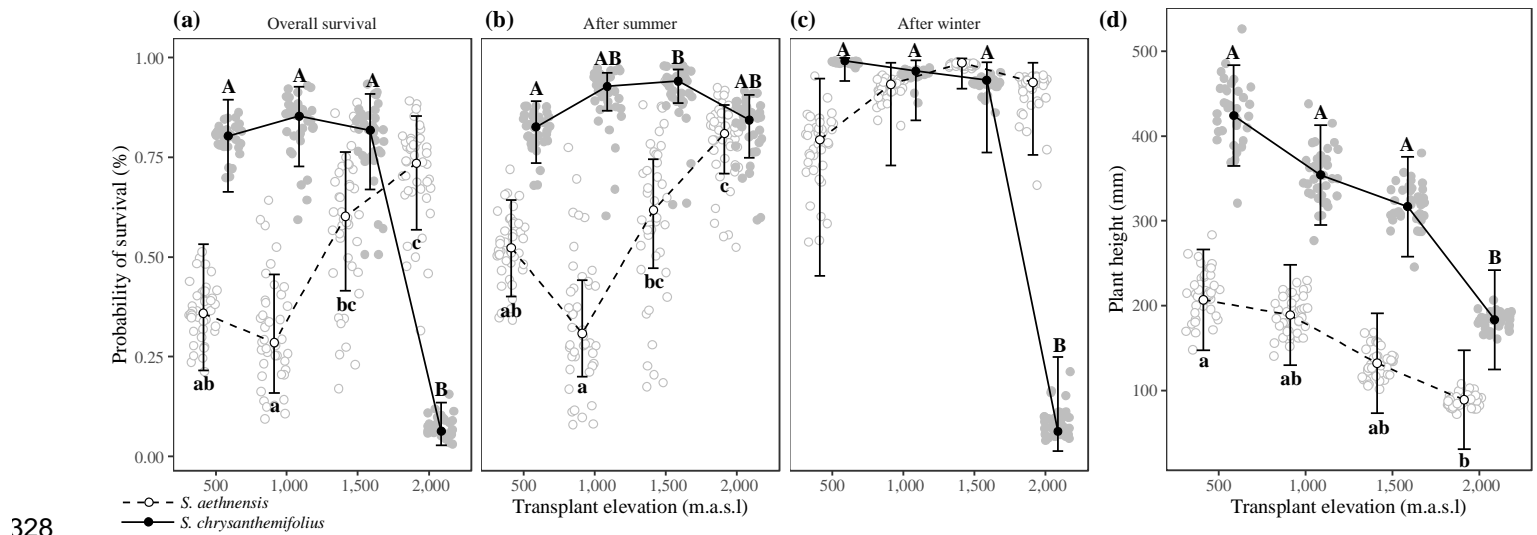 (a) Overall survival
(b) After summer
(c) After winter
(d)
Probability of survival (%)
1.00
0.75
0.50
0.25
0.00
A
A
A
B
ab
a
bc
c
500 1,000 1,500 2,000
A
AB
B
AB
ab
a
bc
c
500 1,000 1,500 2,000
A
A
A
B
500 1,000 1,500 2,000
Transplant elevation (m.a.s.l)
Plant height (mm)
500
400
300
200
100
A
A
A
B
a
ab
ab
b
500 1,000 1,500 2,000
Transplant elevation (m.a.s.l)
S. aethnensis
S. chrysanthemifolius
328